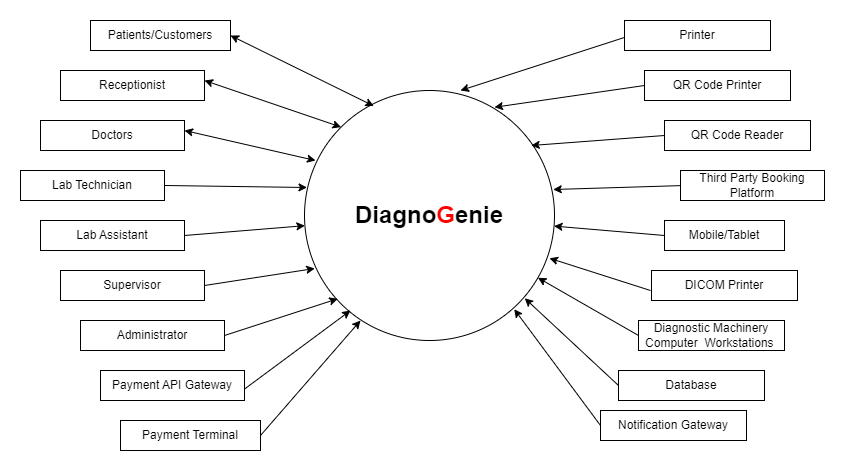 Patients/Customers
Receptionist
Doctors
Lab Technician
Lab Assistant
Supervisor
Administrator
Payment API Gateway
Payment Terminal
DiagnoGenie
Printer
QR Code Printer
QR Code Reader
Third Party Booking
Platform
Mobile/Tablet
DICOM Printer
Diagnostic Machinery
Computer Workstations
Database
Notification Gateway